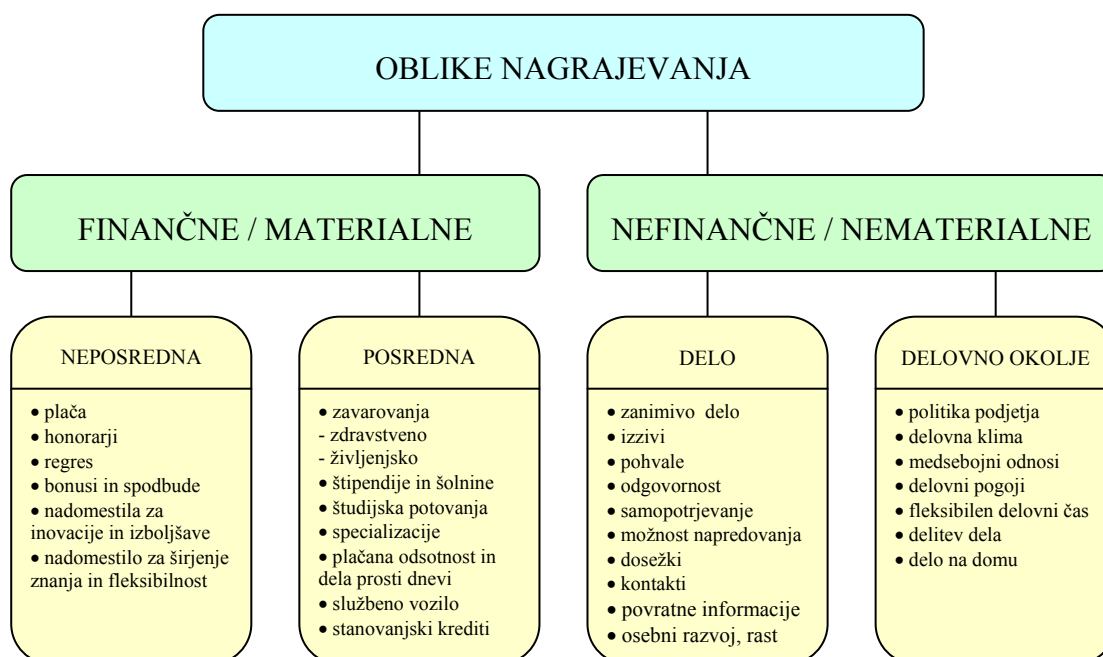 OBLIKE NAGRAJEVANJA
FINANČNE / MATERIALNE
NEFINANČNE / NEMATERIALNE
NEPOSREDNA
• plača
• honorarji
• regres
• bonusi in spodbude
• nadomestila za
inovacije in izboljšave
• nadomestilo za širjenje
znanja in fleksibilnost
POSREDNA
• zavarovanja
- zdravstveno
- življenjsko
• štipendije in šolnine
• študijska potovanja
• specializacije
• plačana odsotnost in
dela prosti dnevi
• službeno vozilo
• stanovanjski krediti
DELO
• zanimivo delo
• izzivi
• pohvale
• odgovornost
• samopotrjevanje
• možnost napredovanja
• dosežki
• kontakti
• povratne informacije
• osebni razvoj, rast
DELOVNO OKOLJE
• politika podjetja
• delovna klima
• medsebojni odnosi
• delovni pogoji
• fleksibilen delovni čas
• delitev dela
• delo na domu